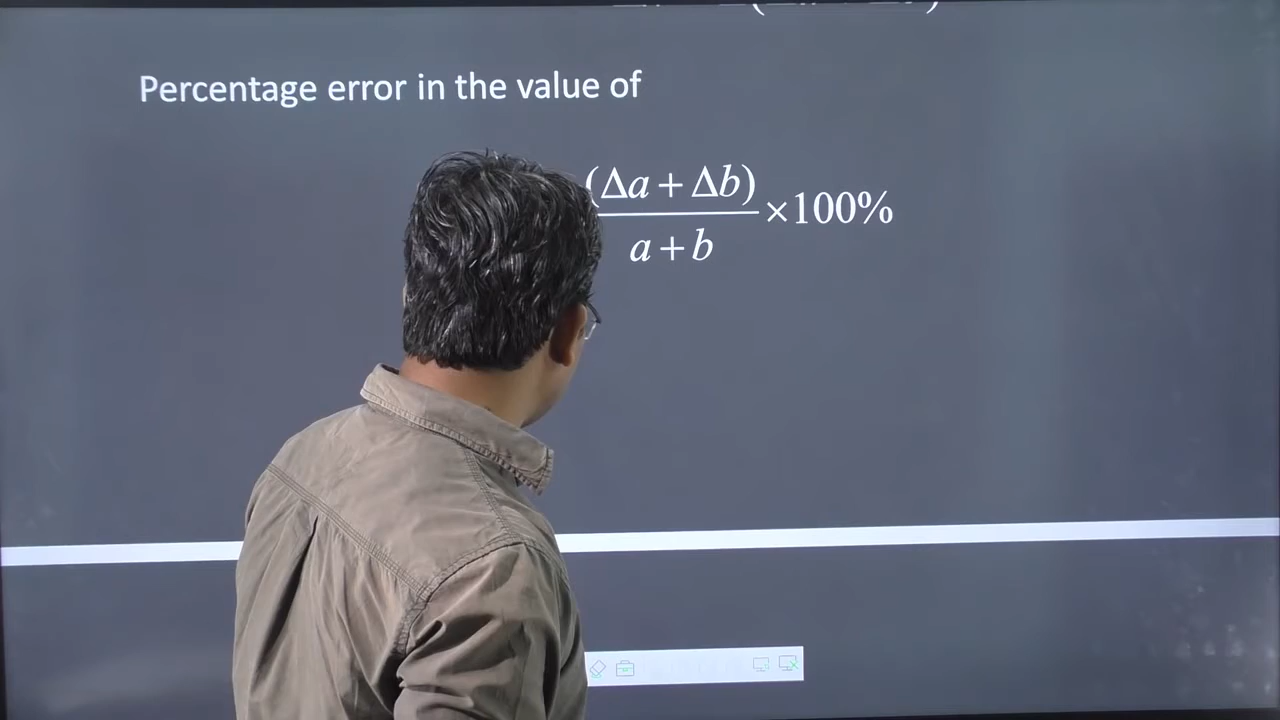 Percentage error in the value of
(Δa + Δb)
a + b
×100%